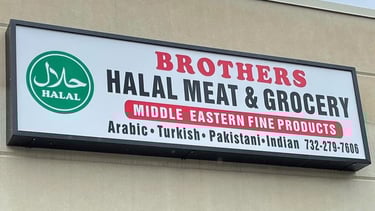 حلال
HALAL
BROTHERS
HALAL MEAT & GROCERY
MIDDLE EASTERN FINE PRODUCTS
Arabic • Turkish • Pakistani • Indian 732-279-7606